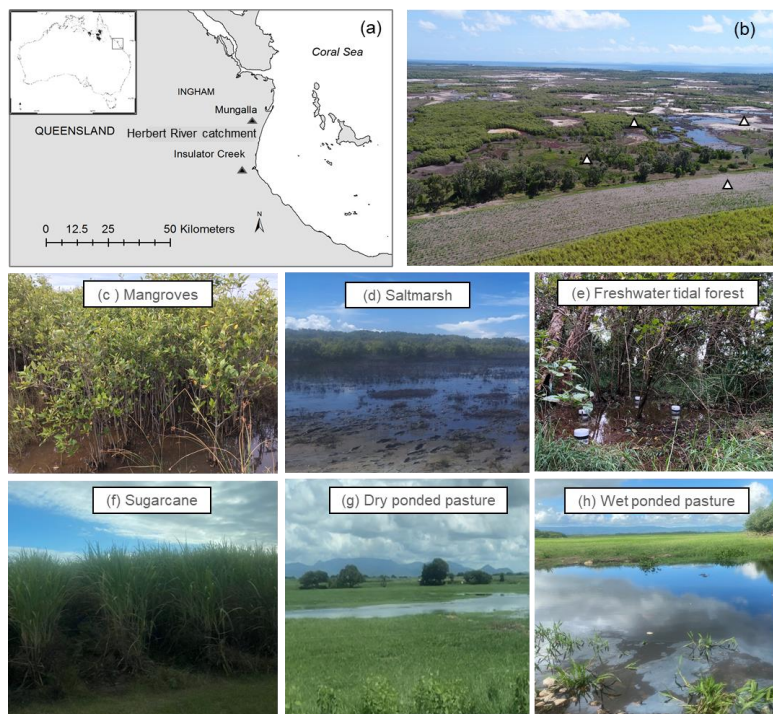 (a)
Coral Sea
INGHAM
Mungalla
QUEENSLAND
Herbert River catchment
Insulator Creek
N
0 12.5 25 50 Kilometers
(b)
(c ) Mangroves
(d) Saltmarsh
(e) Freshwater tidal forest
(f) Sugarcane
(g) Dry ponded pasture
(h) Wet ponded pasture